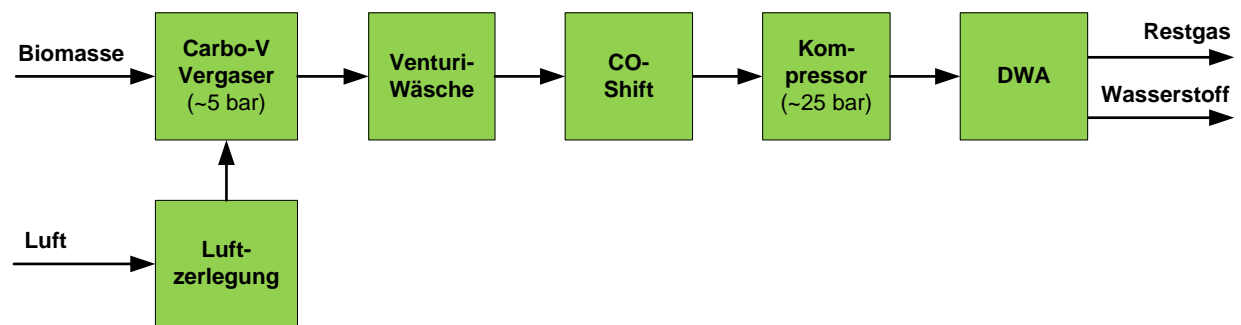 Biomasse
Carbo-V
Vergaser
(~5 bar)
Venturi-
Wäsche
CO-
Shift
Kom-
pressor
(~25 bar)
DWA
Restgas
Wasserstoff
Luft
Luft-
zerlegung